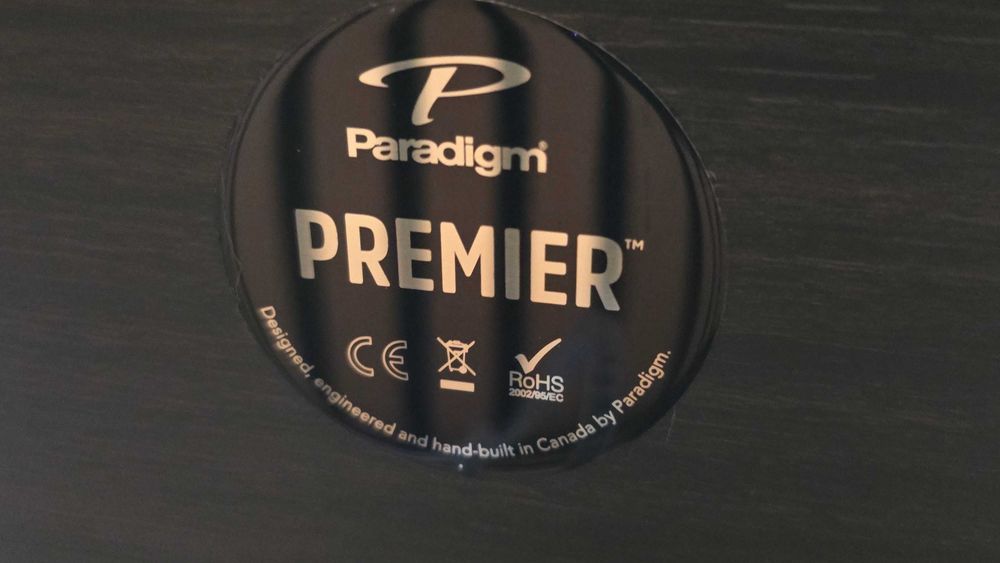 P
Paradigm®
PREMIER™
CE
RoHS
2002/95/EC
Designed, engineered and hand-built in Canada by Paradigm.